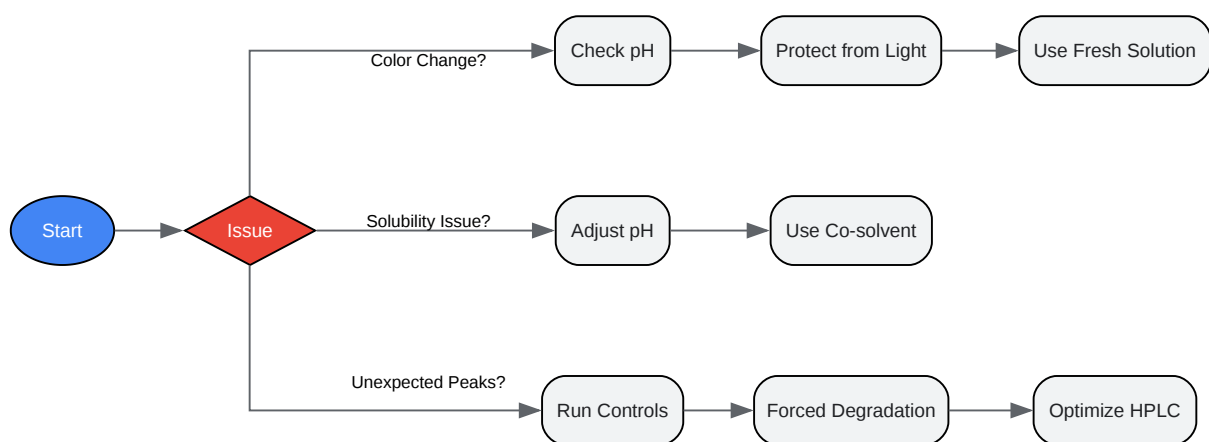 Color Change?
Check pH
Protect from Light
Use Fresh Solution
Start
Issue
Solubility Issue?
Adjust pH
Use Co-solvent
Unexpected Peaks?
Run Controls
Forced Degradation
Optimize HPLC